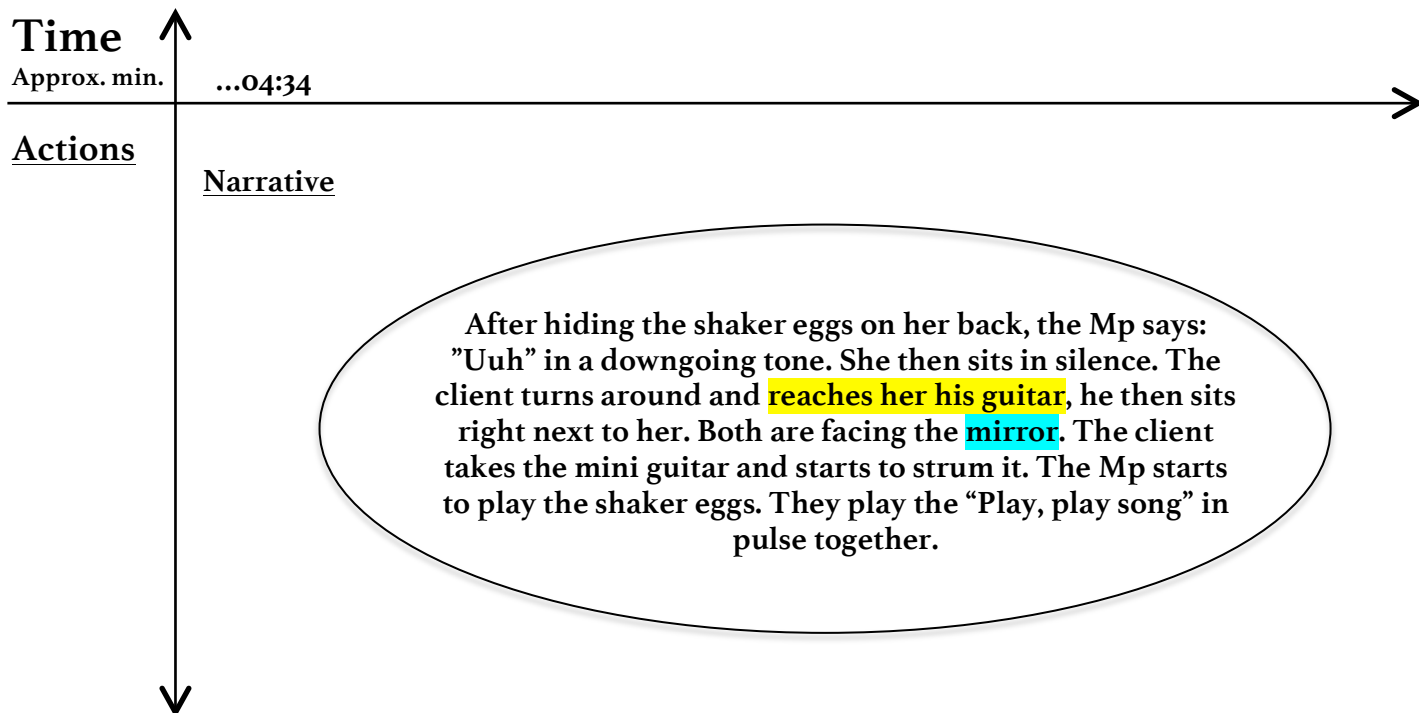 Time
Approx. min.
...04:34
Actions
Narrative
After hiding the shaker eggs on her back, the Mp says:
”Uuh” in a downgoing tone. She then sits in silence. The
client turns around and reaches her his guitar, he then sits
right next to her. Both are facing the mirror. The client
takes the mini guitar and starts to strum it. The Mp starts
to play the shaker eggs. They play the “Play, play song” in
pulse together.